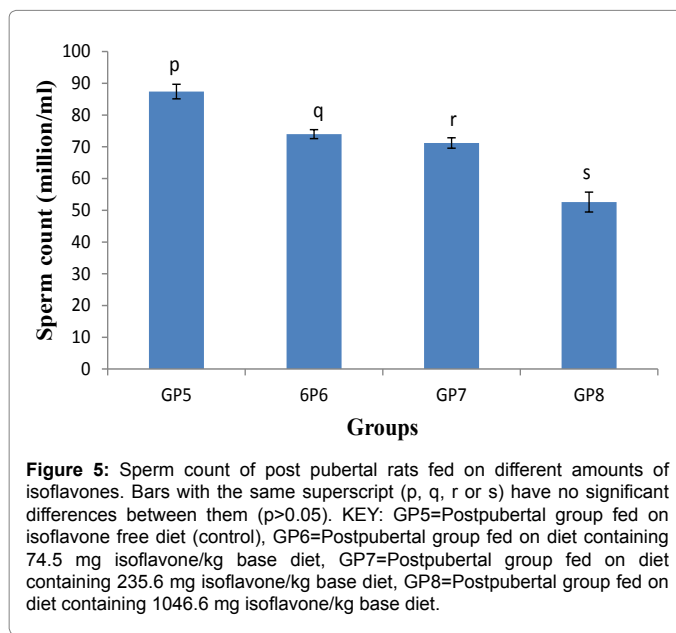 100
90
80
70
60
50
40
30
20
10
0
Sperm count (million/ml)
p
q
r
s
GP5 6P6 GP7 GP8
Groups
Figure 5: Sperm count of post pubertal rats fed on different amounts of
isoflavones. Bars with the same superscript (p, q, r or s) have no significant
differences between them (p>0.05). KEY: GP5=Postpubertal group fed on
isoflavone free diet (control), GP6=Postpubertal group fed on diet containing
74.5 mg isoflavone/kg base diet, GP7=Postpubertal group fed on diet
containing 235.6 mg isoflavone/kg base diet, GP8=Postpubertal group fed on
diet containing 1046.6 mg isoflavone/kg base diet.